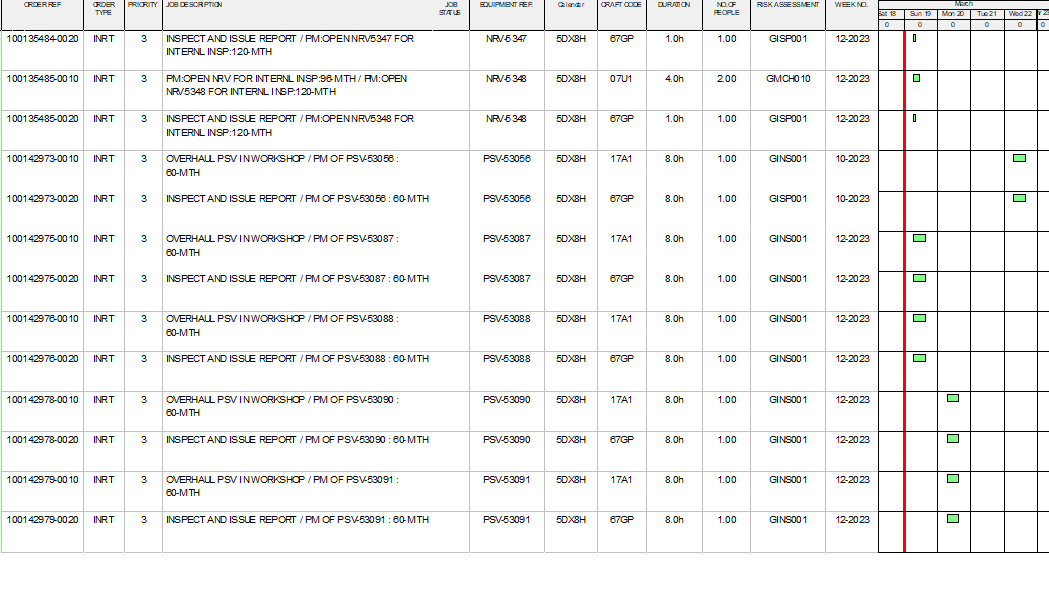 ORDER REF ORDER TYPE PRIORITY JOB DESCRIPTION JOB STATUS EQUIPMENT REF. Calendar CRAFT CODE DURATION NO.OF PEOPLE RISK ASSESSMENT WEEK NO. March
Sat 18 Sun 19 Mon 20 Tue 21 Wed 22
0 0 0 0 0 0
100135484-0020 INRT 3 INSPECT AND ISSUE REPORT / PM:OPEN NRV5347 FOR NRV-5347 5DX8H 67GP 1.0h 1.00 GISP001 12-2023
INTERNL INSP:120-MTH
100135485-0010 INRT 3 PM:OPEN NRV FOR INTERNL INSP:96-MTH / PM:OPEN NRV-5348 5DX8H 07U1 4.0h 2.00 GMCH010 12-2023
NRV5348 FOR INTERNL INSP:120-MTH
100135485-0020 INRT 3 INSPECT AND ISSUE REPORT / PM:OPEN NRV5348 FOR NRV-5348 5DX8H 67GP 1.0h 1.00 GISP001 12-2023
INTERNL INSP:120-MTH
100142973-0010 INRT 3 OVERHAUL PSV IN WORKSHOP / PM OF PSV-53056 : PSV-53056 5DX8H 17A1 8.0h 1.00 GINS001 10-2023
60-MTH
100142973-0020 INRT 3 INSPECT AND ISSUE REPORT / PM OF PSV-53056 : 60-MTH PSV-53056 5DX8H 67GP 8.0h 1.00 GISP001 10-2023
100142975-0010 INRT 3 OVERHAUL PSV IN WORKSHOP / PM OF PSV-53087 : PSV-53087 5DX8H 17A1 8.0h 1.00 GINS001 12-2023
60-MTH
100142975-0020 INRT 3 INSPECT AND ISSUE REPORT / PM OF PSV-53087 : 60-MTH PSV-53087 5DX8H 67GP 8.0h 1.00 GINS001 12-2023
100142976-0010 INRT 3 OVERHAUL PSV IN WORKSHOP / PM OF PSV-53088 : PSV-53088 5DX8H 17A1 8.0h 1.00 GINS001 12-2023
60-MTH
100142976-0020 INRT 3 INSPECT AND ISSUE REPORT / PM OF PSV-53088 : 60-MTH PSV-53088 5DX8H 67GP 8.0h 1.00 GINS001 12-2023
100142978-0010 INRT 3 OVERHAUL PSV IN WORKSHOP / PM OF PSV-53090 : PSV-53090 5DX8H 17A1 8.0h 1.00 GINS001 12-2023
60-MTH
100142978-0020 INRT 3 INSPECT AND ISSUE REPORT / PM OF PSV-53090 : 60-MTH PSV-53090 5DX8H 67GP 8.0h 1.00 GINS001 12-2023
100142979-0010 INRT 3 OVERHAUL PSV IN WORKSHOP / PM OF PSV-53091 : PSV-53091 5DX8H 17A1 8.0h 1.00 GINS001 12-2023
60-MTH
100142979-0020 INRT 3 INSPECT AND ISSUE REPORT / PM OF PSV-53091 : 60-MTH PSV-53091 5DX8H 67GP 8.0h 1.00 GINS001 12-2023